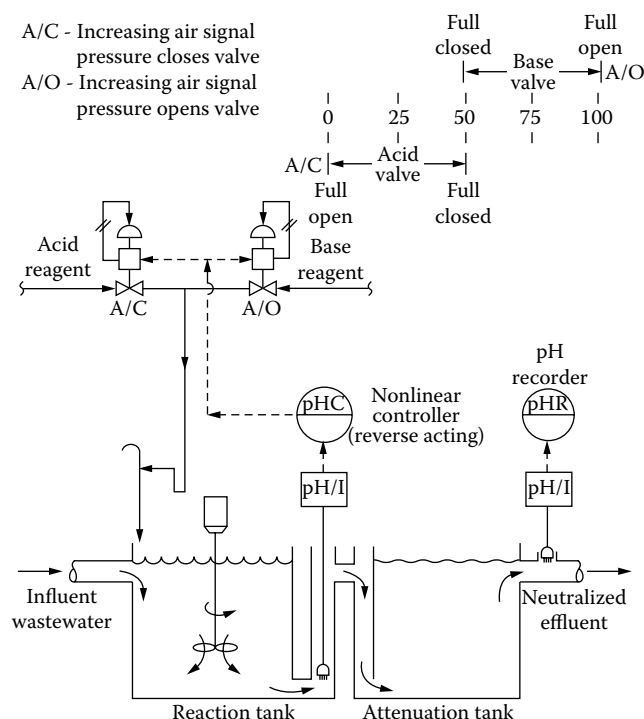 A/C - Increasing air signal
pressure closes valve
A/O - Increasing air signal
pressure opens valve
Full
closed
Full
open
Base
valve
A/O
0
25
50
75
100
A/C
Acid
valve
Full
open
Full
closed
Acid
reagent
Base
reagent
A/C
A/O
pHC
Nonlinear
controller
(reverse acting)
pH
recorder
pHR
pH/I
pH/I
Influent
wastewater
Neutralized
effluent
Reaction tank
Attenuation tank